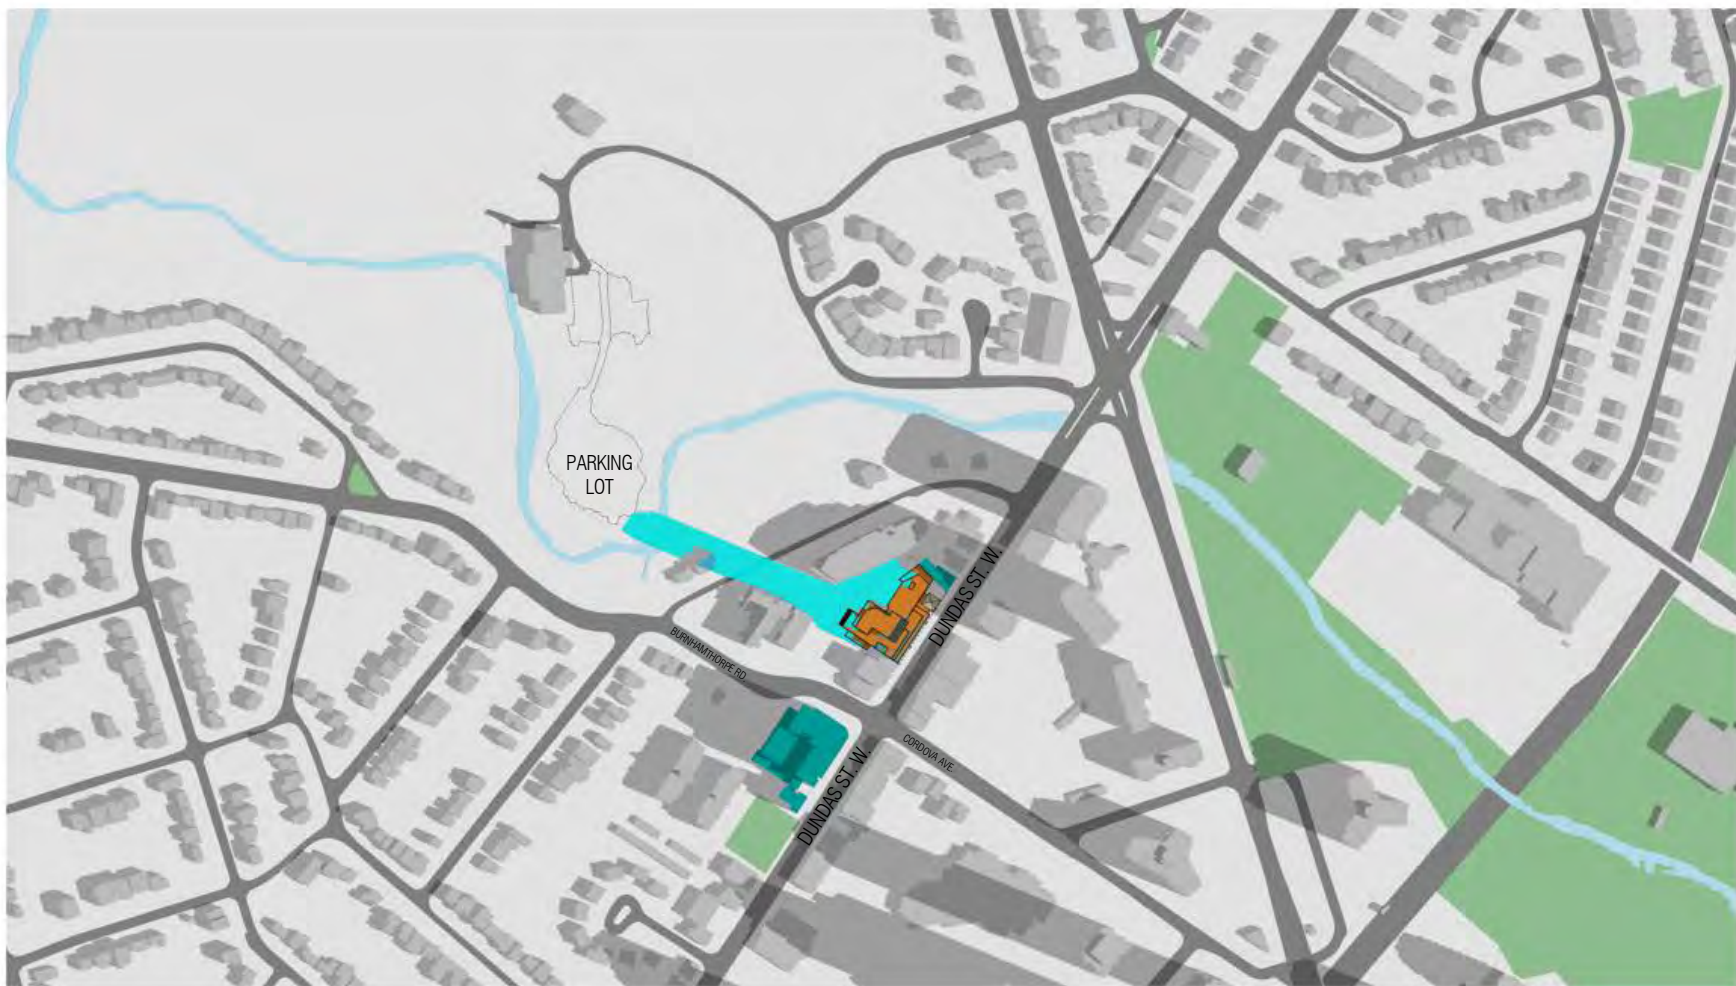 PARKING
LOT
DUNDAS ST. W.
BURNHAMTHORPE RD
CORDOVA AVE.
DUNDAS ST. W.